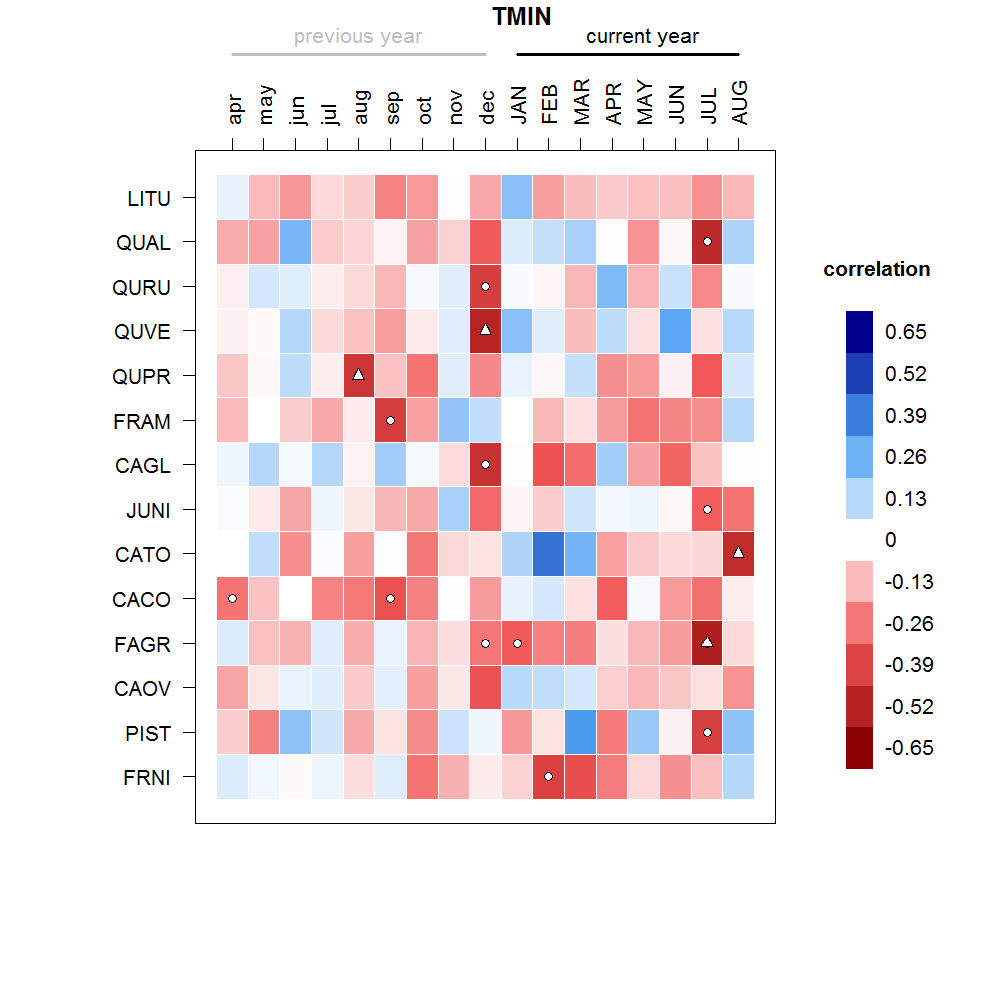 TMIN
previous year
current year
apr
may
jun
jul
aug
sep
oct
nov
dec
JAN
FEB
MAR
APR
MAY
JUN
JUL
AUG
LITU
QUAL
QURU
QUVE
QUPR
FRAM
CAGL
JUNI
CATO
CACO
FAGR
CAOV
PIST
FRNI
correlation
0.65
0.52
0.39
0.26
0.13
0
-0.13
-0.26
-0.39
-0.52
-0.65